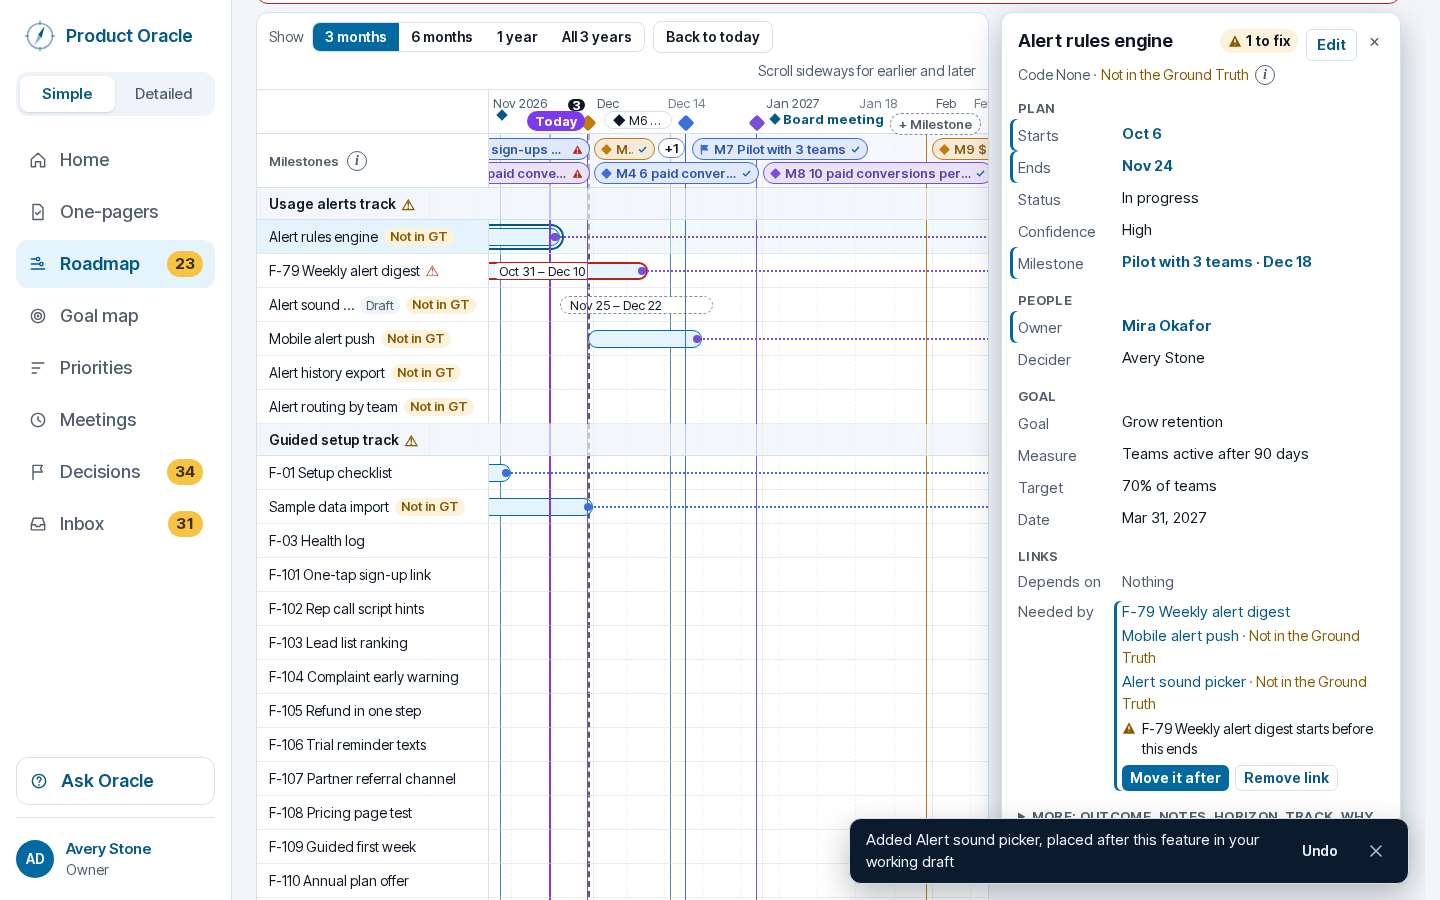 Product Oracle
Simple
Detailed
Home
One-pagers
Roadmap 23
Goal map
Priorities
Meetings
Decisions 34
Inbox 31
Ask Oracle
AD
Avery Stone
Owner
Show
3 months
6 months
1 year
All 3 years
Back to today
Scroll sideways for earlier and later
Nov 2026
3
Dec
Dec 14
Jan 2027
Jan 18
Feb
Today
M6 ...
Board meeting
+ Milestone
Milestones i
sign-ups ...
M..
+1
M7 Pilot with 3 teams
M9 $
paid conve...
M4 6 paid conver...
M8 10 paid conversions per...
Guided setup track
Usage alerts track
Alert rules engine Not in GT
F-79 Weekly alert digest
Oct 31 – Dec 10
Alert sound ... Draft Not in GT
Nov 25 – Dec 22
Mobile alert push Not in GT
Alert history export Not in GT
Alert routing by team Not in GT
F-01 Setup checklist
Sample data import Not in GT
F-03 Health log
F-101 One-tap sign-up link
F-102 Rep call script hints
F-103 Lead list ranking
F-104 Complaint early warning
F-105 Refund in one step
F-106 Trial reminder texts
F-107 Partner referral channel
F-108 Pricing page test
F-109 Guided first week
F-110 Annual plan offer
Alert rules engine
1 to fix
Edit
×
Code None · Not in the Ground Truth i
PLAN
Starts Oct 6
Ends Nov 24
Status In progress
Confidence High
Milestone Pilot with 3 teams · Dec 18
PEOPLE
Owner Mira Okafor
Decider Avery Stone
GOAL
Goal Grow retention
Measure Teams active after 90 days
Target 70% of teams
Date Mar 31, 2027
LINKS
Depends on Nothing
Needed by F-79 Weekly alert digest
Mobile alert push · Not in the Ground
Truth
Alert sound picker · Not in the Ground
Truth
F-79 Weekly alert digest starts before
this ends
Move it after
Remove link
MORE: OUTCOME, NOTES, HORIZON, TRACK, WHY
Added Alert sound picker, placed after this feature in your
working draft
Undo